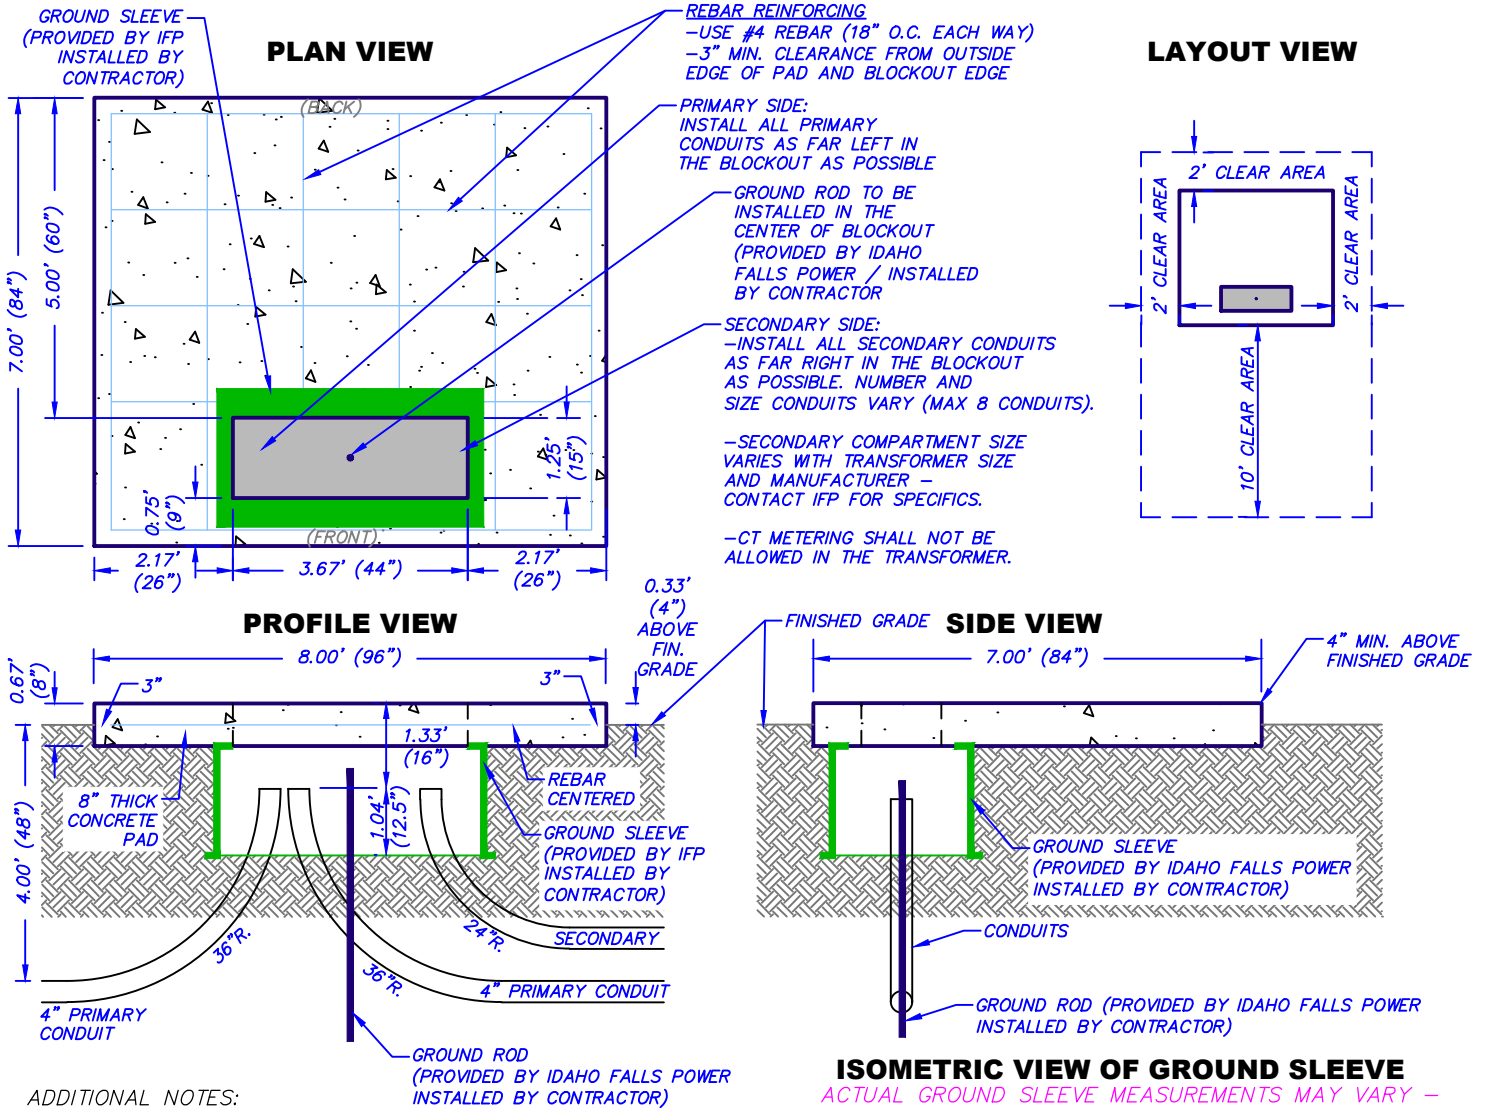 GROUND SLEEVE
(PROVIDED BY IFP
INSTALLED BY
CONTRACTOR)
PLAN VIEW
REBAR REINFORCING
-USE #4 REBAR (18" O.C. EACH WAY)
-3" MIN. CLEARANCE FROM OUTSIDE
EDGE OF PAD AND BLOCKOUT EDGE
LAYOUT VIEW
(BACK)
PRIMARY SIDE:
INSTALL ALL PRIMARY
CONDUITS AS FAR LEFT IN
THE BLOCKOUT AS POSSIBLE
GROUND ROD TO BE
INSTALLED IN THE
CENTER OF BLOCKOUT
(PROVIDED BY IDAHO
FALLS POWER / INSTALLED
BY CONTRACTOR
SECONDARY SIDE:
-INSTALL ALL SECONDARY CONDUITS
AS FAR RIGHT IN THE BLOCKOUT
AS POSSIBLE. NUMBER AND
SIZE CONDUITS VARY (MAX 8 CONDUITS).
-SECONDARY COMPARTMENT SIZE
VARIES WITH TRANSFORMER SIZE
AND MANUFACTURER -
CONTACT IFP FOR SPECIFICS.
-CT METERING SHALL NOT BE
ALLOWED IN THE TRANSFORMER.
7.00' (84")
5.00' (60")
0.75'
(9")
1.25'
(15")
(FRONT)
2.17'
(26")
3.67' (44")
2.17'
(26")
2' CLEAR AREA
2' CLEAR AREA
2' CLEAR AREA
10' CLEAR AREA
PROFILE VIEW
8.00' (96")
0.33'
(4")
ABOVE
FIN.
GRADE
FINISHED GRADE
0.67'
(8")
3"
3"
1.33'
(16")
1.04'
(12.5")
4.00' (48")
8" THICK
CONCRETE
PAD
REBAR
CENTERED
GROUND SLEEVE
(PROVIDED BY IFP
INSTALLED BY
CONTRACTOR)
36"R.
36"R.
24"R.
SECONDARY
4" PRIMARY CONDUIT
4" PRIMARY
CONDUIT
GROUND ROD
(PROVIDED BY IDAHO FALLS POWER
INSTALLED BY CONTRACTOR)
SIDE VIEW
7.00' (84")
4" MIN. ABOVE
FINISHED GRADE
GROUND SLEEVE
(PROVIDED BY IDAHO FALLS POWER
INSTALLED BY CONTRACTOR)
CONDUITS
GROUND ROD (PROVIDED BY IDAHO FALLS POWER
INSTALLED BY CONTRACTOR)
ISOMETRIC VIEW OF GROUND SLEEVE
ACTUAL GROUND SLEEVE MEASUREMENTS MAY VARY -
ADDITIONAL NOTES: